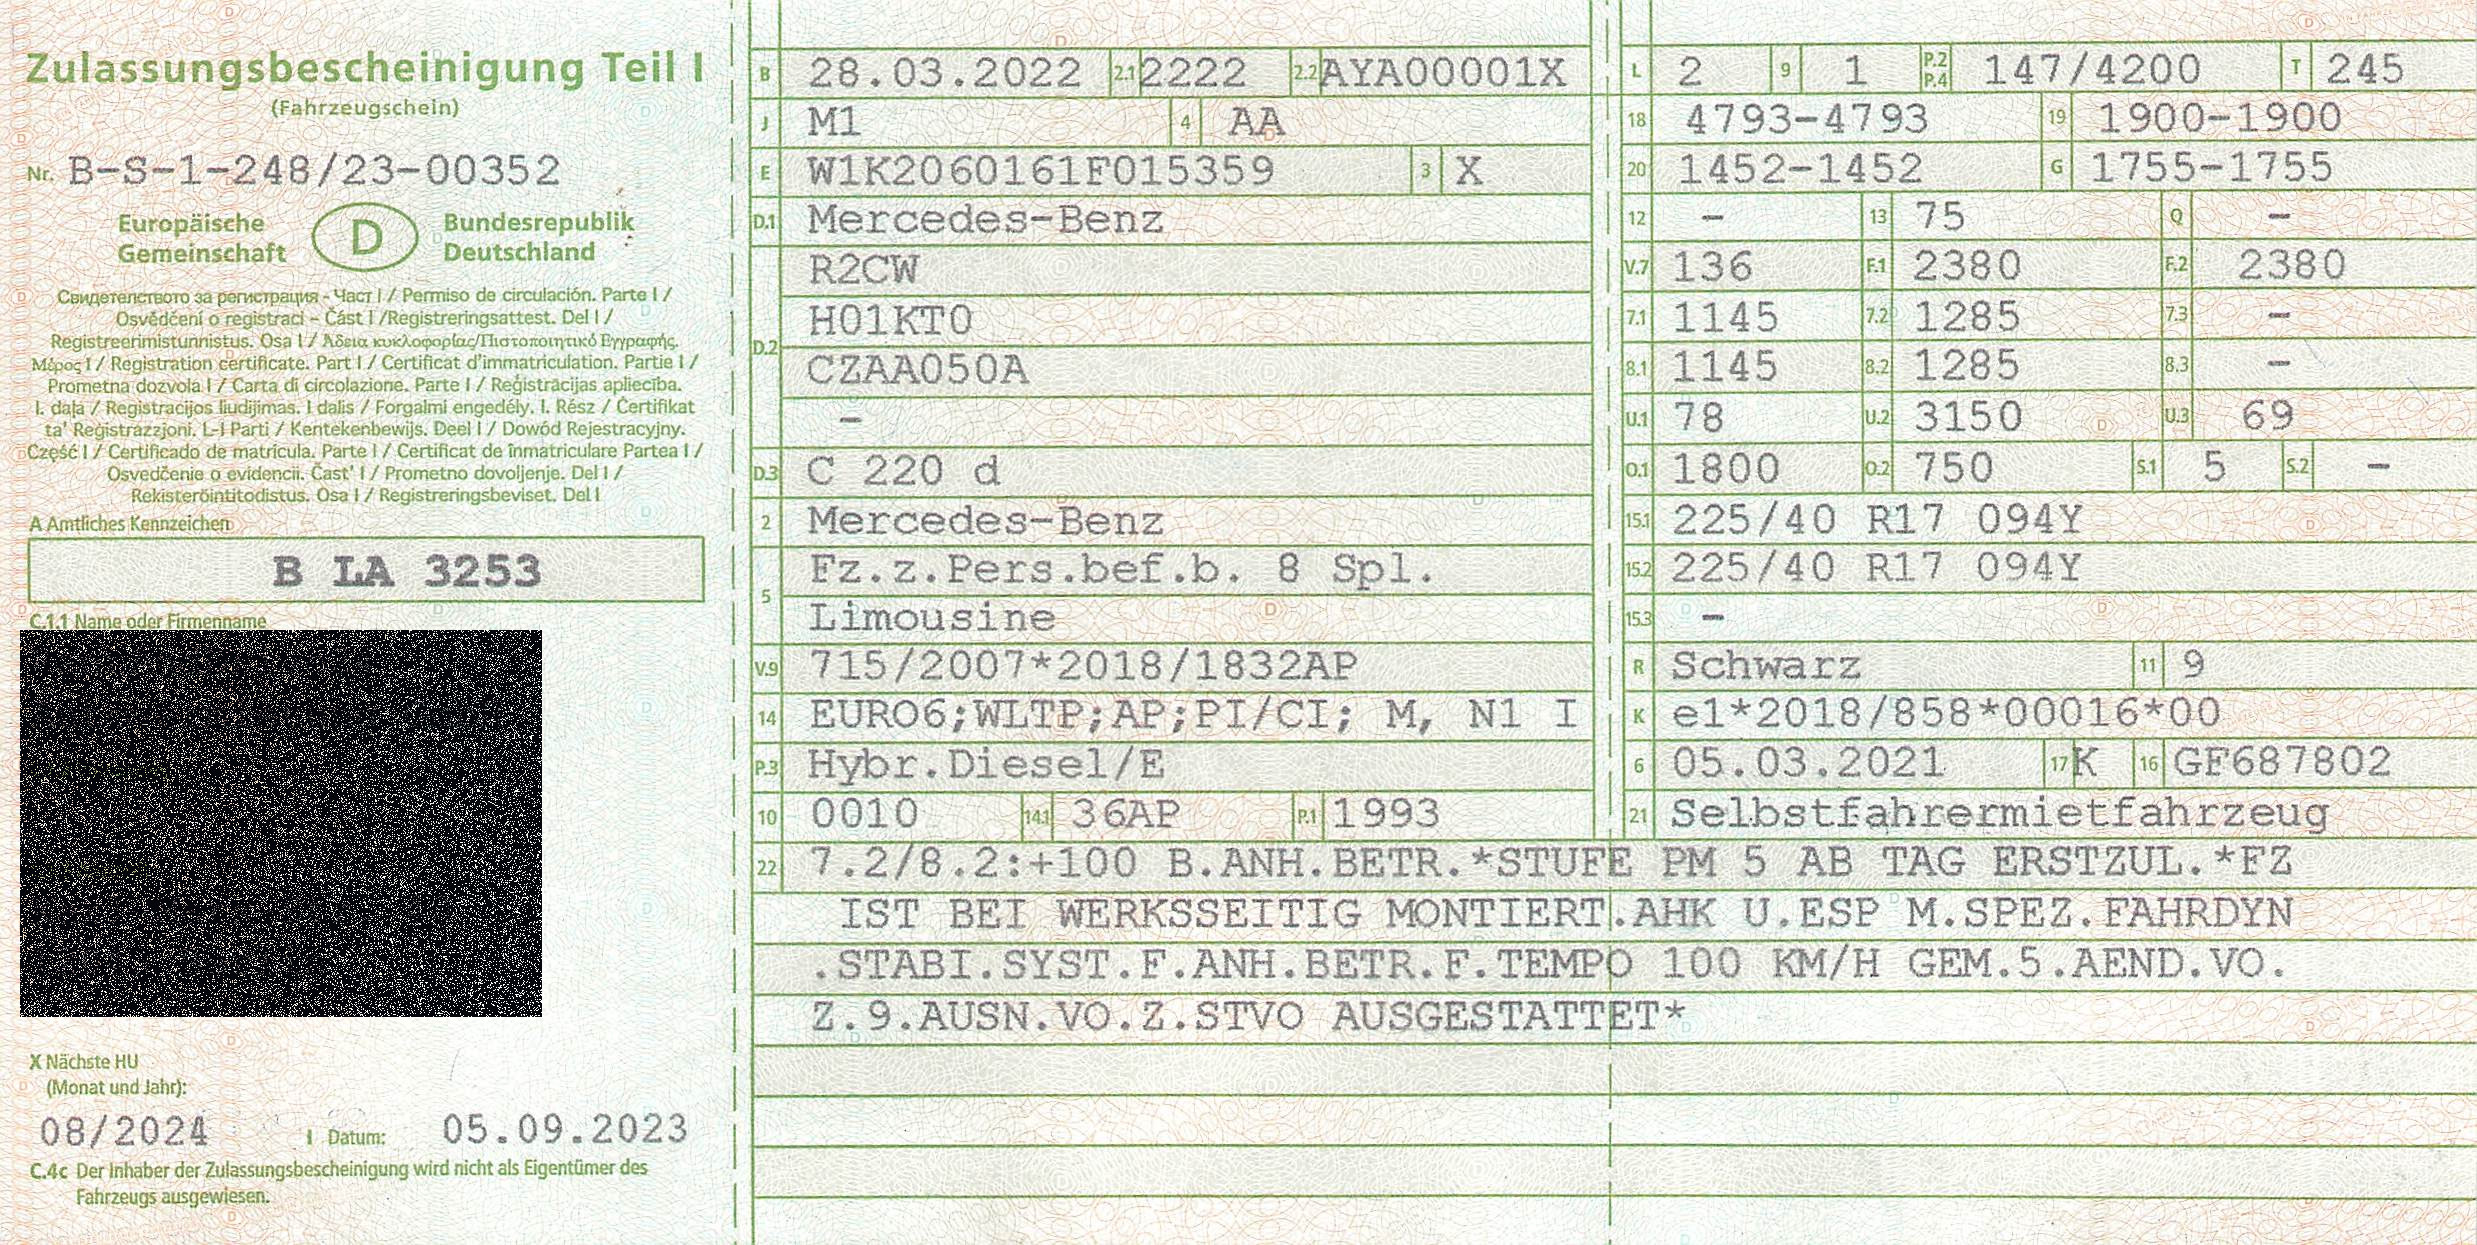 Zulassungsbescheinigung Teil I
(Fahrzeugschein)
Nr. B-S-1-248/23-00352
Europäische Gemeinschaft
D
Bundesrepublik Deutschland
Свидетелството за регистрация - Част I / Permiso de circulación. Parte I /
Osvědčení o registraci – Část I /Registreringsattest. Del I /
Registreerimistunnistus. Osa I / Άδεια κυκλοφορίας/Πιστοποιητικό Εγγραφής.
Μέρος I / Registration certificate. Part I / Certificat d'immatriculation. Partie I /
Prometna dozvola I / Carta di circolazione. Parte I / Reģistrācijas apliecība.
I. daļa / Registracijos liudijimas. I dalis / Forgalmi engedély. I. Rész / Ċertifikat
ta' Reġistrazzjoni. L-I Parti / Kentekenbewijs. Deel I / Dowód Rejestracyjny.
Część I / Certificado de matrícula. Parte I / Certificat de înmatriculare Partea I /
Osvedčenie o evidencii. Časť I / Prometno dovoljenje. Del I /
Rekisteröintitodistus. Osa I / Registreringsbeviset. Del I
A Amtliches Kennzeichen
B LA 3253
C.1.1 Name oder Firmenname
X Nächste HU
(Monat und Jahr):
08/2024 I Datum: 05.09.2023
C.4c Der Inhaber der Zulassungsbescheinigung wird nicht als Eigentümer des
Fahrzeugs ausgewiesen.
B 28.03.2022 2.1 2222 2.2 AYA00001X
J M1 4 AA
E W1K2060161F015359 3 X
D.1 Mercedes-Benz
R2CW
D.2 H01KT0
CZAA050A
–
D.3 C 220 d
2 Mercedes-Benz
5 Fz.z.Pers.bef.b. 8 Spl.
Limousine
V.9 715/2007*2018/1832AP
14 EURO6;WLTP;AP;PI/CI; M, N1 I
P.3 Hybr.Diesel/E
10 0010 14.1 36AP P.1 1993
L 2 9 1 P.2 P.4 147/4200 T 245
18 4793-4793 19 1900-1900
20 1452-1452 G 1755-1755
12 – 13 75 Q –
V.7 136 F.1 2380 F.2 2380
7.1 1145 7.2 1285 7.3 –
8.1 1145 8.2 1285 8.3 –
U.1 78 U.2 3150 U.3 69
O.1 1800 O.2 750 S.1 5 S.2 –
15.1 225/40 R17 094Y
15.2 225/40 R17 094Y
15.3 –
R Schwarz 11 9
K e1*2018/858*00016*00
6 05.03.2021 17 K 16 GF687802
21 Selbstfahrermietfahrzeug
22 7.2/8.2:+100 B.ANH.BETR.*STUFE PM 5 AB TAG ERSTZUL.*FZ
IST BEI WERKSSEITIG MONTIERT.AHK U.ESP M.SPEZ.FAHRDYN
.STABI.SYST.F.ANH.BETR.F.TEMPO 100 KM/H GEM.5.AEND.VO.
Z.9.AUSN.VO.Z.STVO AUSGESTATTET*